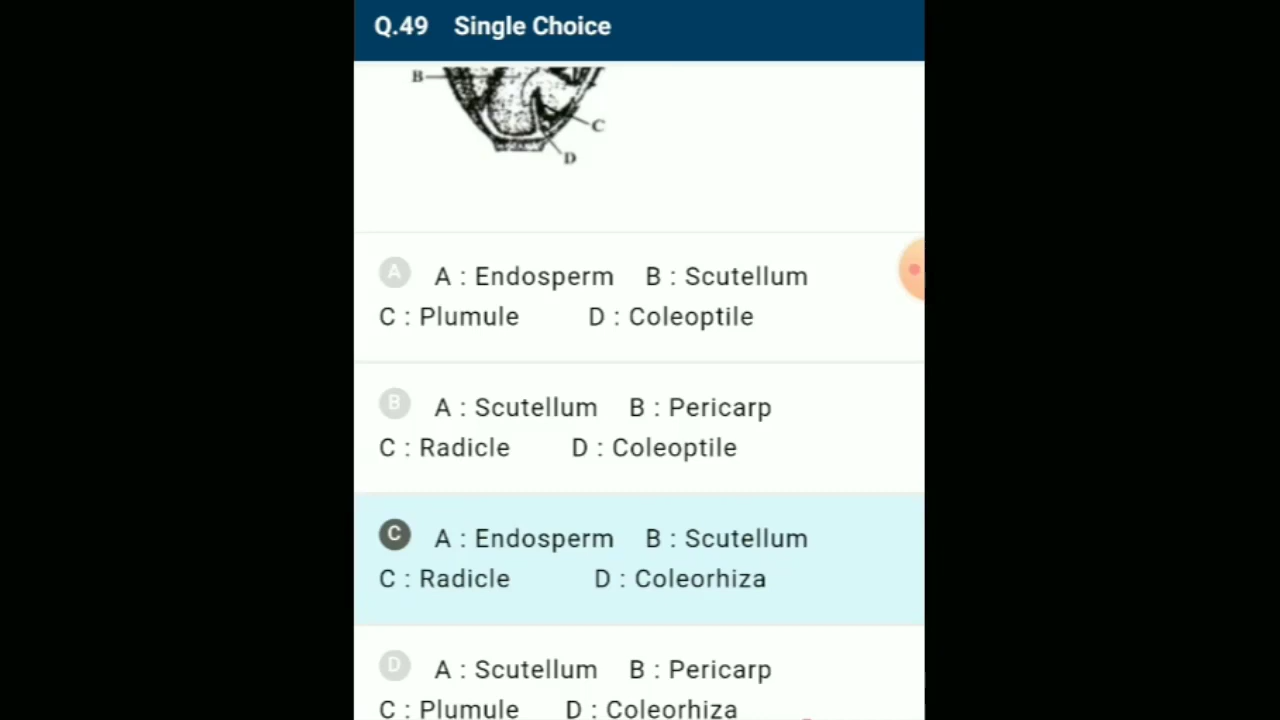 Q.49 Single Choice
B
C
D
A A : Endosperm B : Scutellum
C : Plumule D : Coleoptile
B A : Scutellum B : Pericarp
C : Radicle D : Coleoptile
C A : Endosperm B : Scutellum
C : Radicle D : Coleorhiza
D A : Scutellum B : Pericarp
C : Plumule D : Coleorhiza